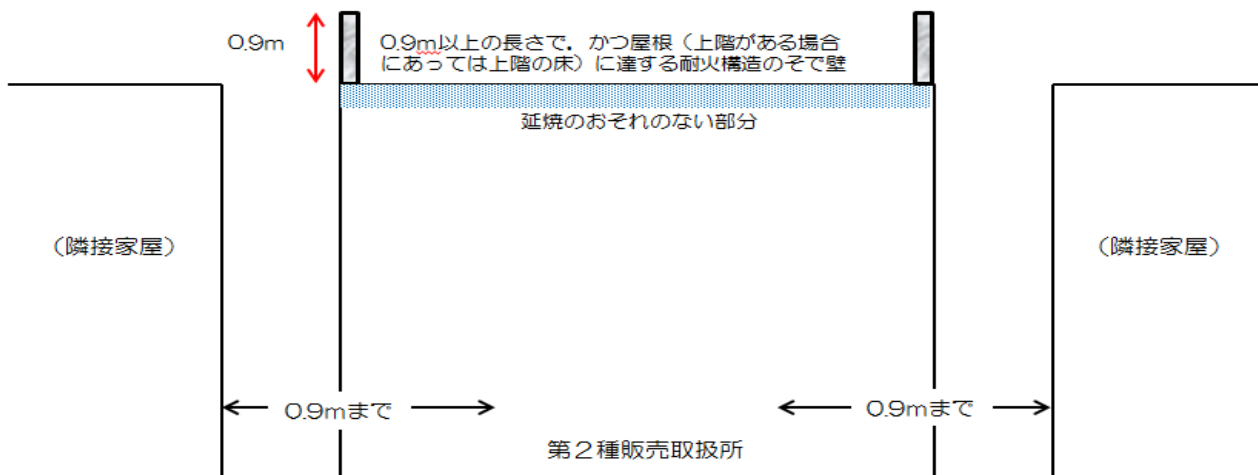 0.9m
0.9m以上の長さで．かつ屋根（上階がある場合
にあっては上階の床）に達する耐火構造のそで壁
延焼のおそれのない部分
（隣接家屋）
（隣接家屋）
0.9mまで
0.9mまで
第２種販売取扱所